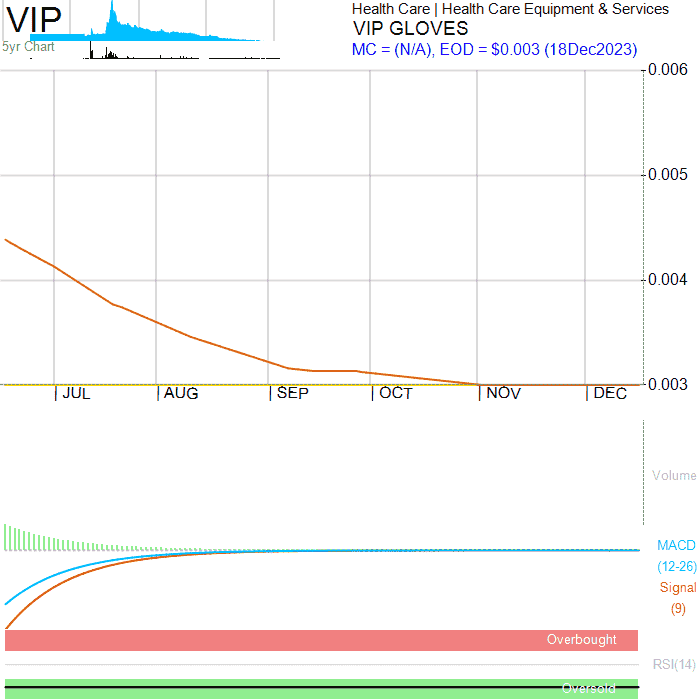 VIP
5yr Chart
Health Care | Health Care Equipment & Services
VIP GLOVES
MC = (N/A), EOD = $0.003 (18Dec2023)
0.006
0.005
0.004
0.003
JUL
AUG
SEP
OCT
NOV
DEC
Volume
MACD
(12-26)
Signal
(9)
Overbought
RSI(14)
Oversold